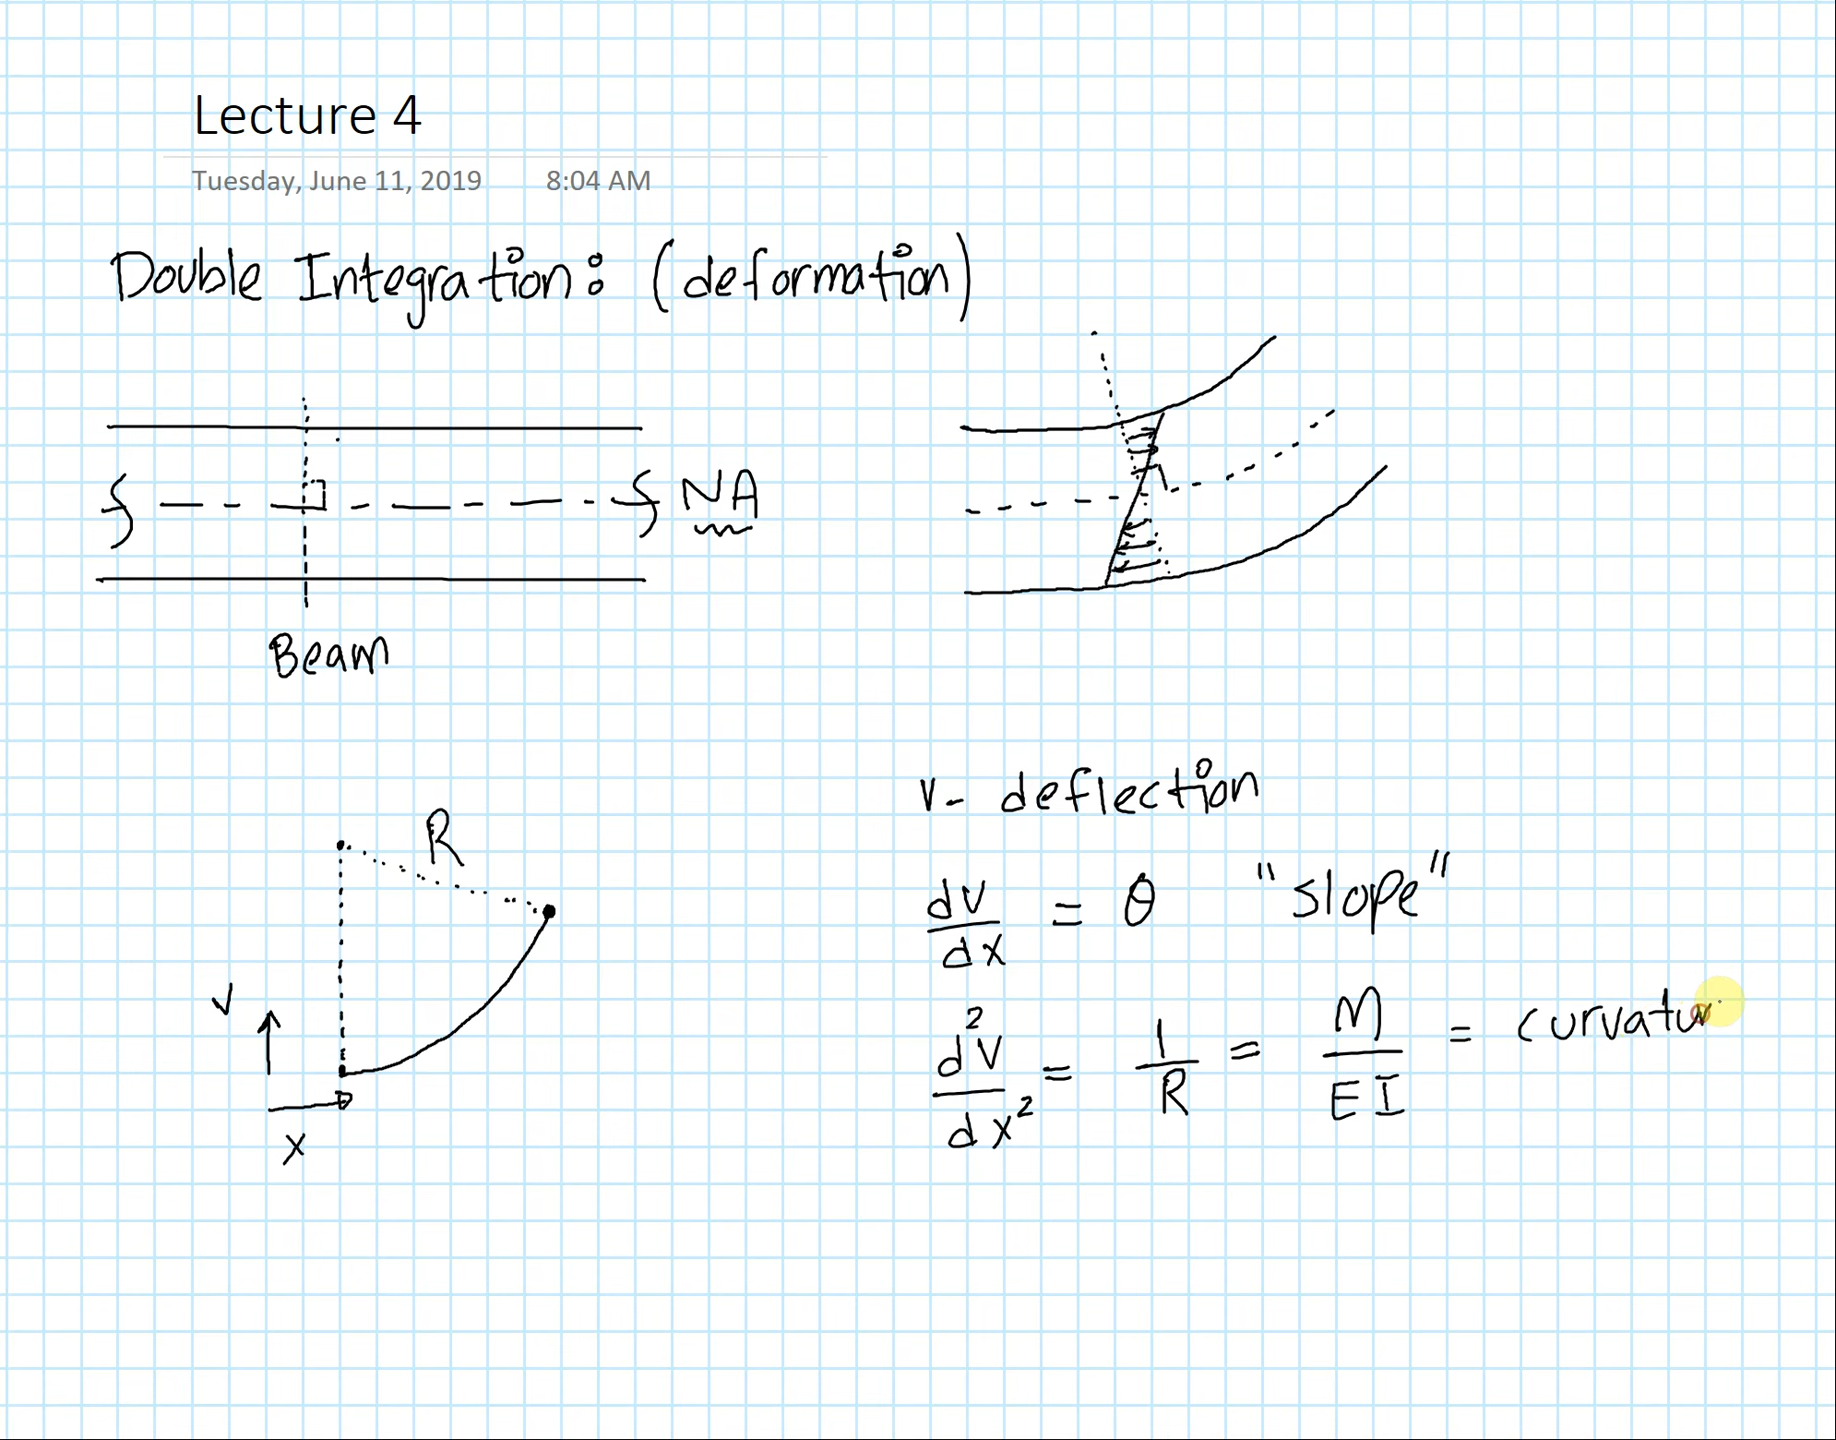 Lecture 4
Tuesday, June 11, 2019 8:04 AM
Double Integration: (deformation)
NA
Beam
R
v
x
v - deflection
dv/dx = θ "slope"
d²v/dx² = 1/R = M/EI = curvatur